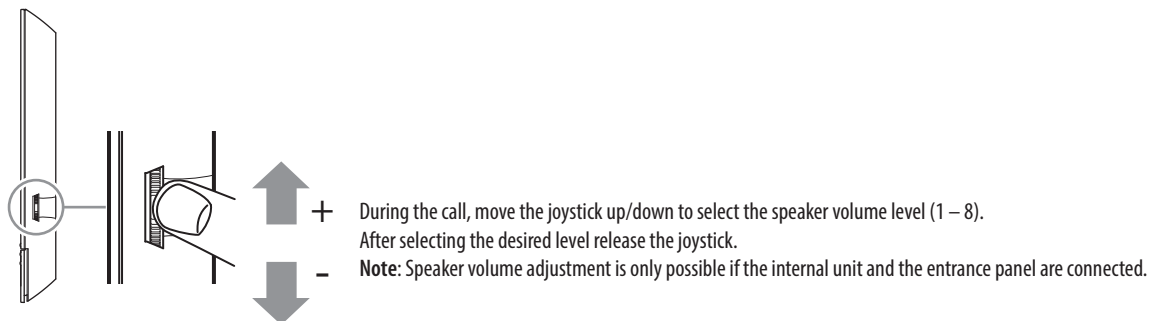 +
During the call, move the joystick up/down to select the speaker volume level (1 – 8).
After selecting the desired level release the joystick.
-
Note: Speaker volume adjustment is only possible if the internal unit and the entrance panel are connected.